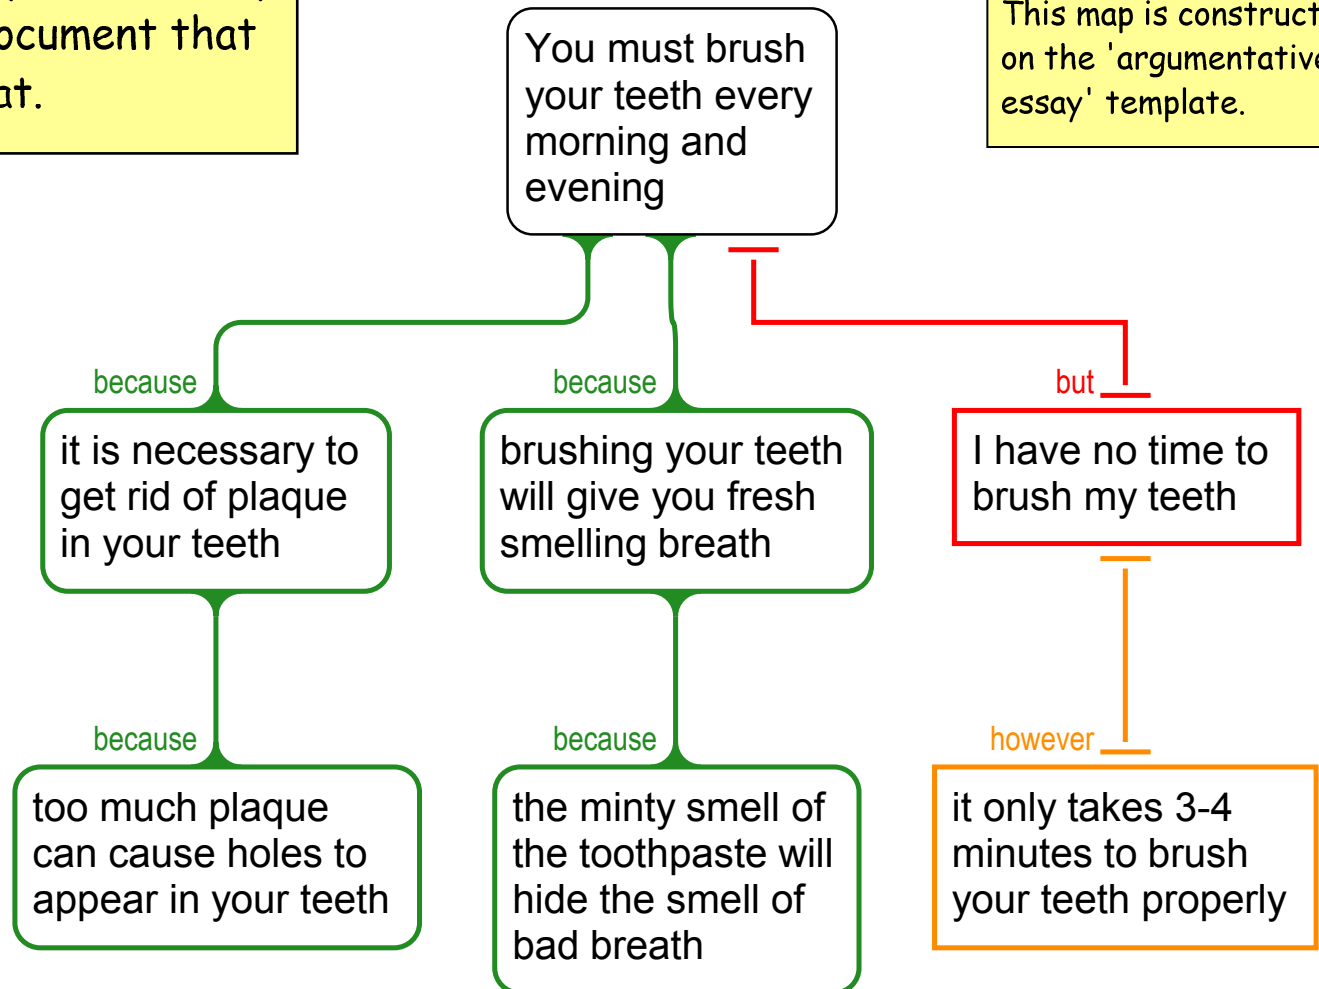 ocument that
at.
You must brush
your teeth every
morning and
evening
This map is construct
on the 'argumentative
essay' template.
because
it is necessary to
get rid of plaque
in your teeth
because
brushing your teeth
will give you fresh
smelling breath
but
I have no time to
brush my teeth
because
too much plaque
can cause holes to
appear in your teeth
because
the minty smell of
the toothpaste will
hide the smell of
bad breath
however
it only takes 3-4
minutes to brush
your teeth properly